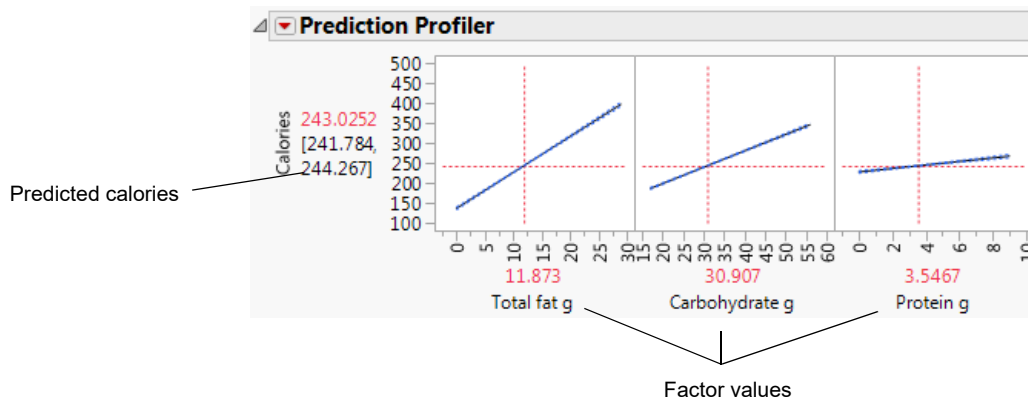 Prediction Profiler
500
450
400
350
300
250
200
150
100
Calories
243.0252
[241.784,
244.267]
Predicted calories
0 5 10 15 20 25 30
15 20 25 30 35 40 45 50 55 60
0 2 4 6 8 10
11.873 30.907 3.5467
Total fat g Carbohydrate g Protein g
Factor values